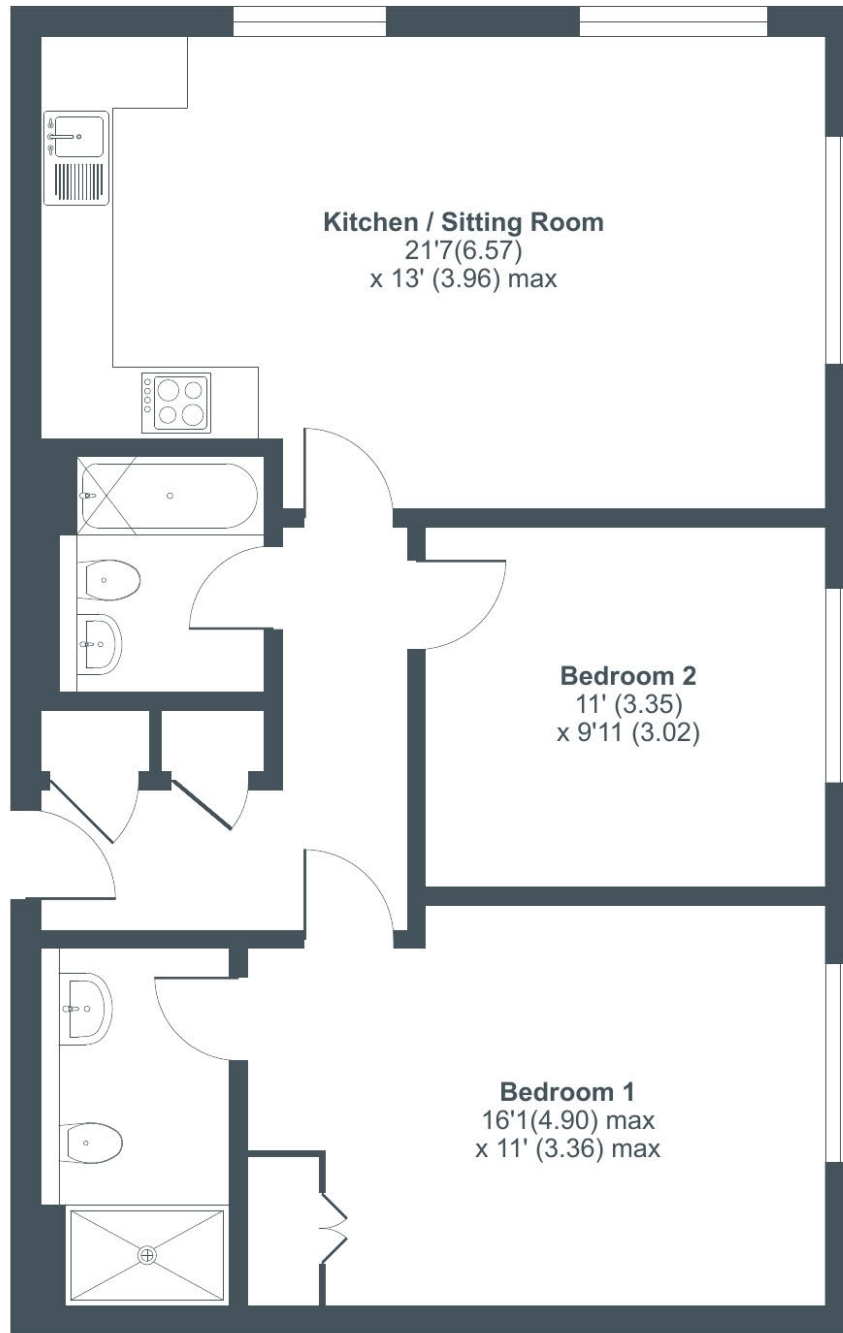 Kitchen / Sitting Room
21'7(6.57)
x 13' (3.96) max
Bedroom 2
11' (3.35)
x 9'11 (3.02)
Bedroom 1
16'1(4.90) max
x 11' (3.36) max